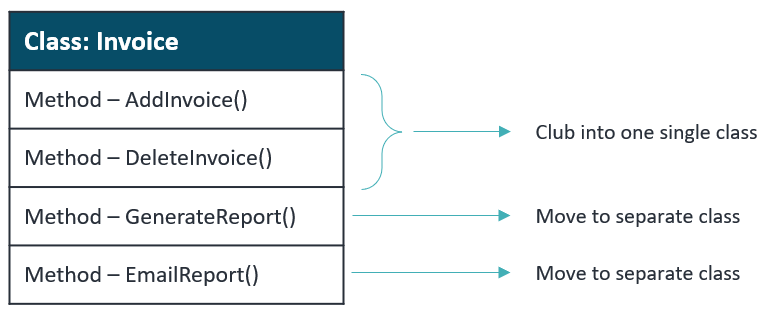 Class: Invoice
Method – AddInvoice()
Method – DeleteInvoice()
Club into one single class
Method – GenerateReport()
Move to separate class
Method – EmailReport()
Move to separate class